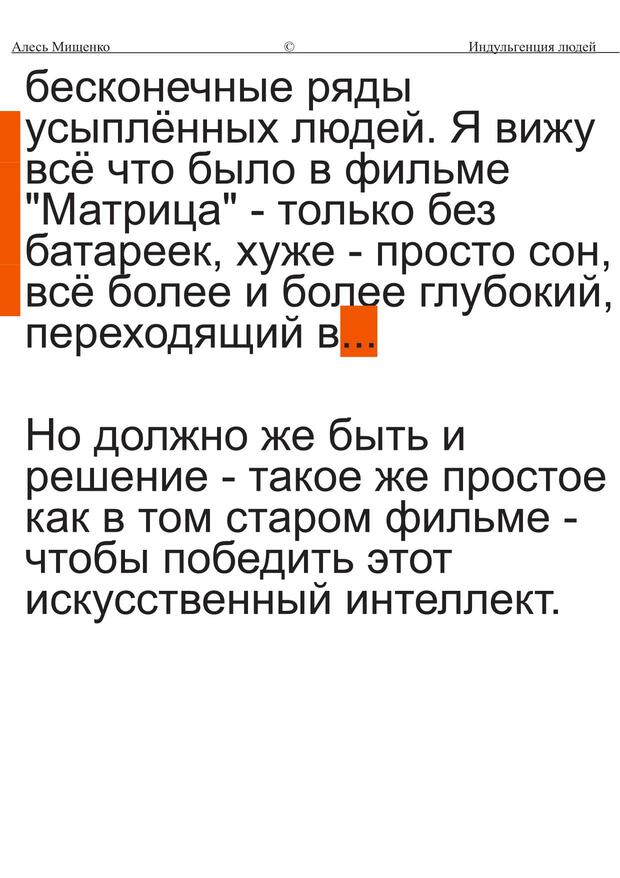 Алесь Мищенко © Индульгенция людей
бесконечные ряды
усыплённых людей. Я вижу
всё что было в фильме
"Матрица" - только без
батареек, хуже - просто сон,
всё более и более глубокий,
переходящий в...
Но должно же быть и
решение - такое же простое
как в том старом фильме -
чтобы победить этот
искусственный интеллект.